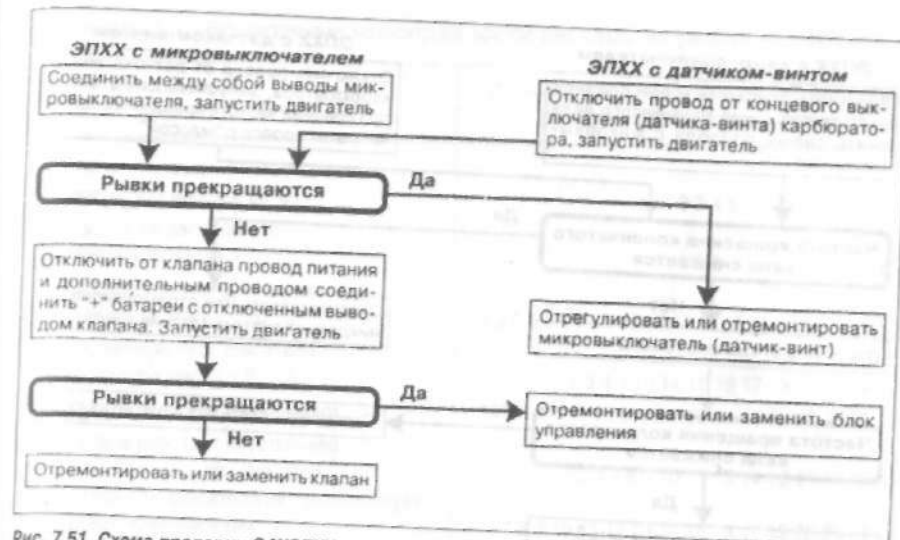 ЭПХХ с микровыключателем
Соединить между собой выводы мик-
ровыключателя, запустить двигатель
ЭПХХ с датчиком-винтом
Отключить провод от концевого вык-
лючателя (датчика-винта) карбюрато-
ра, запустить двигатель
Рывки прекращаются
Да
Нет
Отключить от клапана провод питания
и дополнительным проводом соеди-
нить "+" батареи с отключенным выво-
дом клапана. Запустить двигатель
Отрегулировать или отремонтировать
микровыключатель (датчик-винт)
Рывки прекращаются
Да
Отремонтировать или заменить блок
управления
Нет
Отремонтировать или заменить клапан
Рис. 7.51. Схема